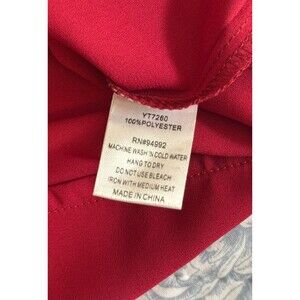 YT7260
100%POLYESTER
RN#94992
MACHINE WASH IN COLD WATER
HANG TO DRY
DO NOT USE BLEACH
IRON WITH MEDIUM HEAT
MADE IN CHINA